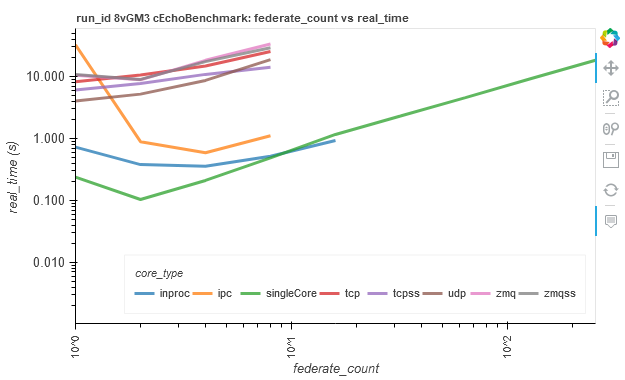 run_id 8vGM3 cEchoBenchmark: federate_count vs real_time
10.000
1.000
0.100
0.010
real_time (s)
core_type
inproc ipc singleCore tcp tcpss udp zmq zmqss
10^0 10^1 10^2
federate_count